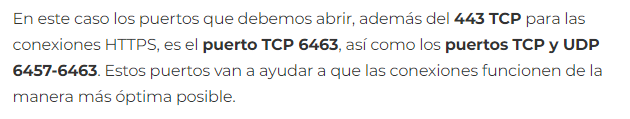 En este caso los puertos que debemos abrir, además del 443 TCP para las
conexiones HTTPS, es el puerto TCP 6463, así como los puertos TCP y UDP
6457-6463. Estos puertos van a ayudar a que las conexiones funcionen de la
manera más óptima posible.